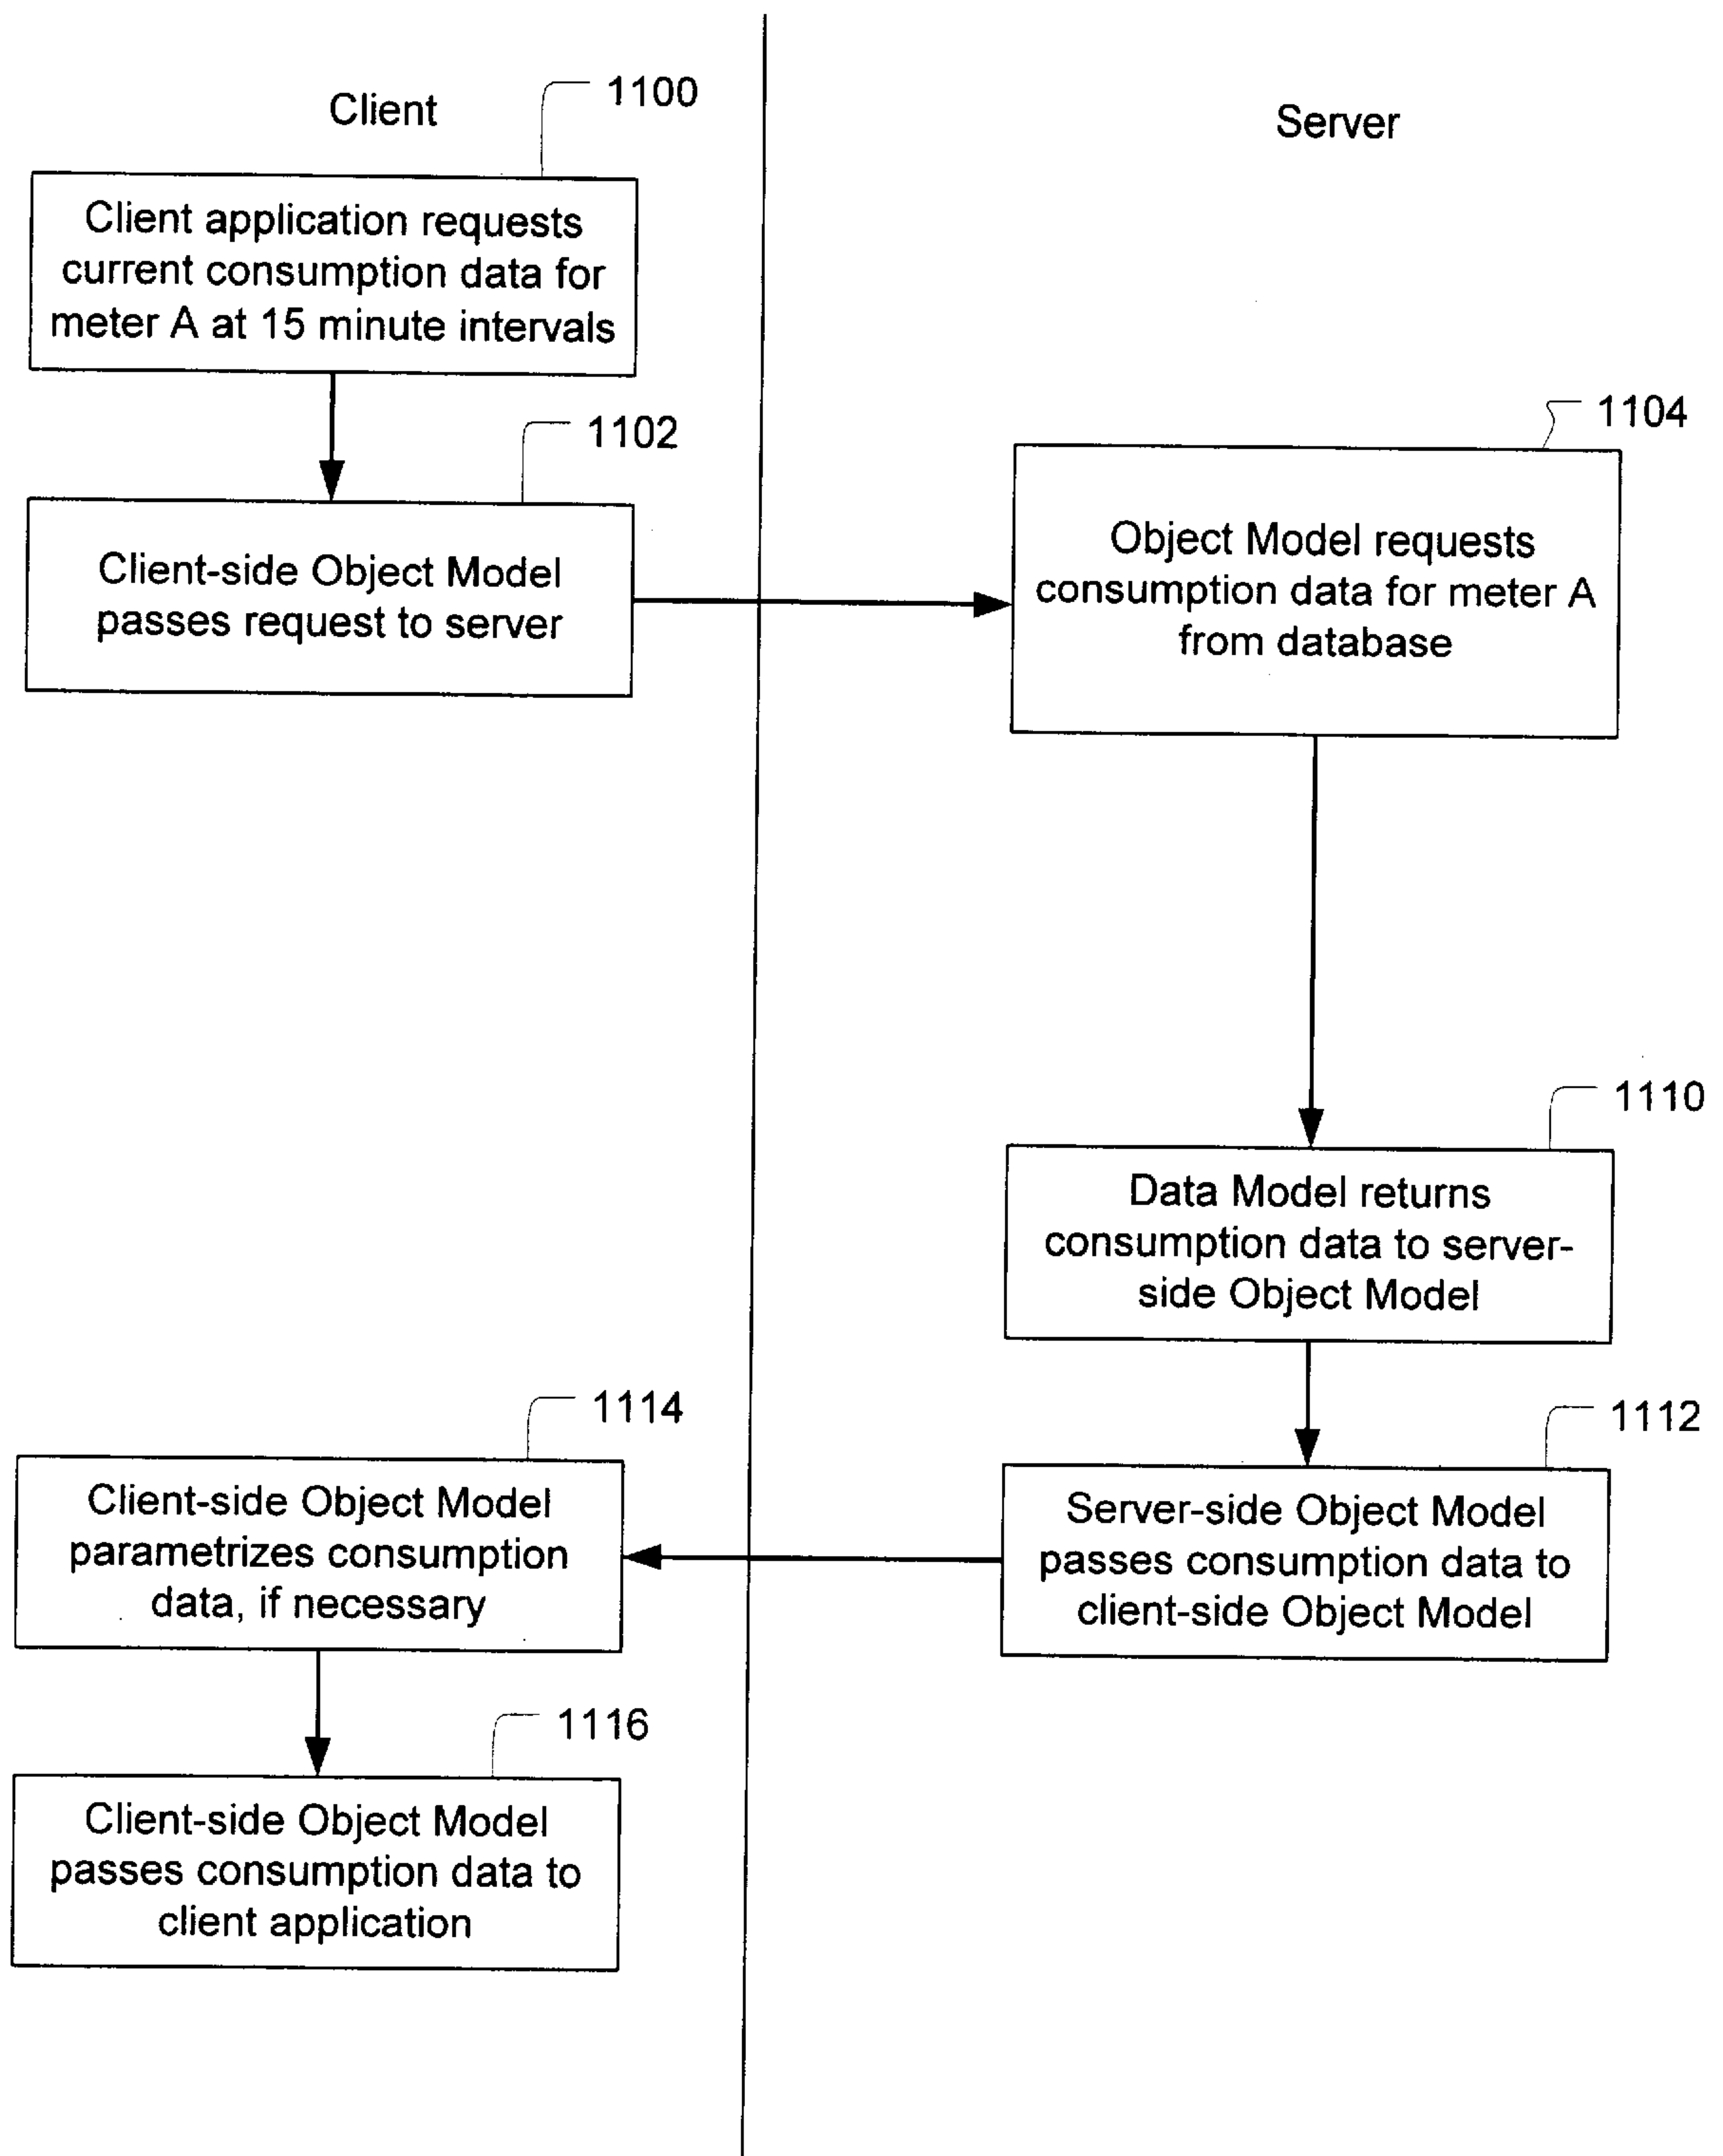 Client
1100
Server
Client application requests
current consumption data for
meter A at 15 minute intervals
1102
Client-side Object Model
passes request to server
1104
Object Model requests
consumption data for meter A
from database
1110
Data Model returns
consumption data to server-
side Object Model
1112
Server-side Object Model
passes consumption data to
client-side Object Model
1114
Client-side Object Model
parametrizes consumption
data, if necessary
1116
Client-side Object Model
passes consumption data to
client application